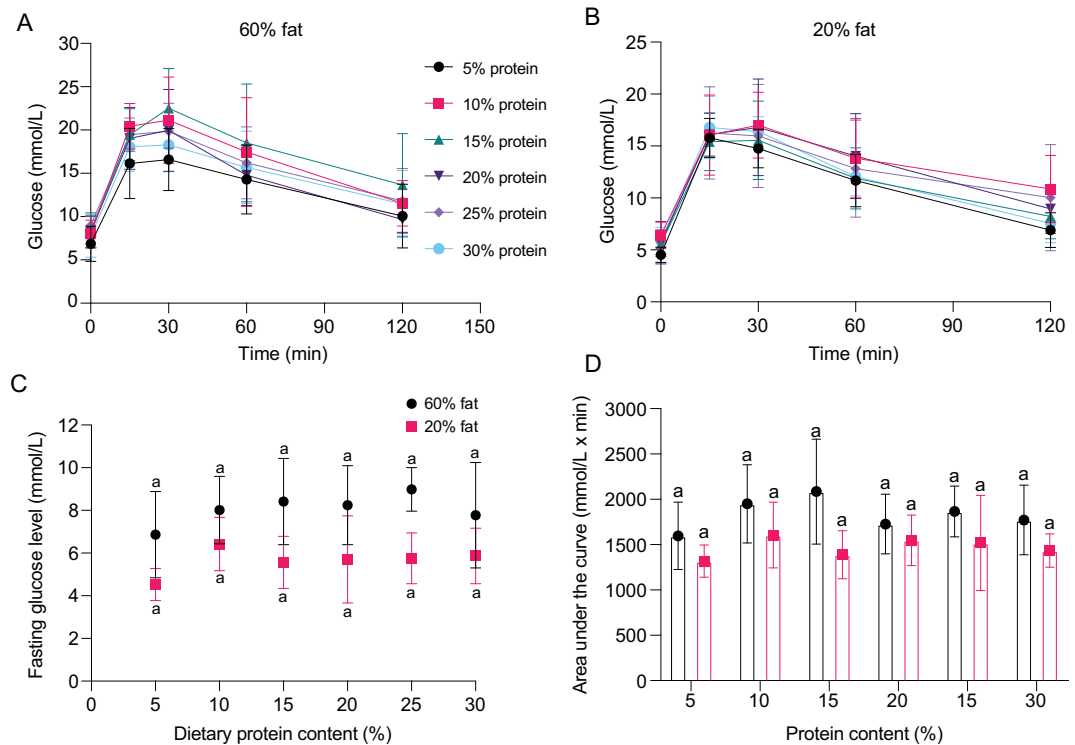 A
60% fat
30
25
20
15
10
5
0
Glucose (mmol/L)
0 30 60 90 120 150
Time (min)
5% protein
10% protein
15% protein
20% protein
25% protein
30% protein
B
20% fat
25
20
15
10
5
0
Glucose (mmol/L)
0 30 60 90 120
Time (min)
C
60% fat
20% fat
12
10
8
6
4
2
0
Fasting glucose level (mmol/L)
a a a a a a
a a a a a a
0 5 10 15 20 25 30
Dietary protein content (%)
D
3000
2500
2000
1500
1000
500
0
Area under the curve (mmol/L x min)
a a a a a a a a a a a a
5 10 15 20 15 30
Protein content (%)